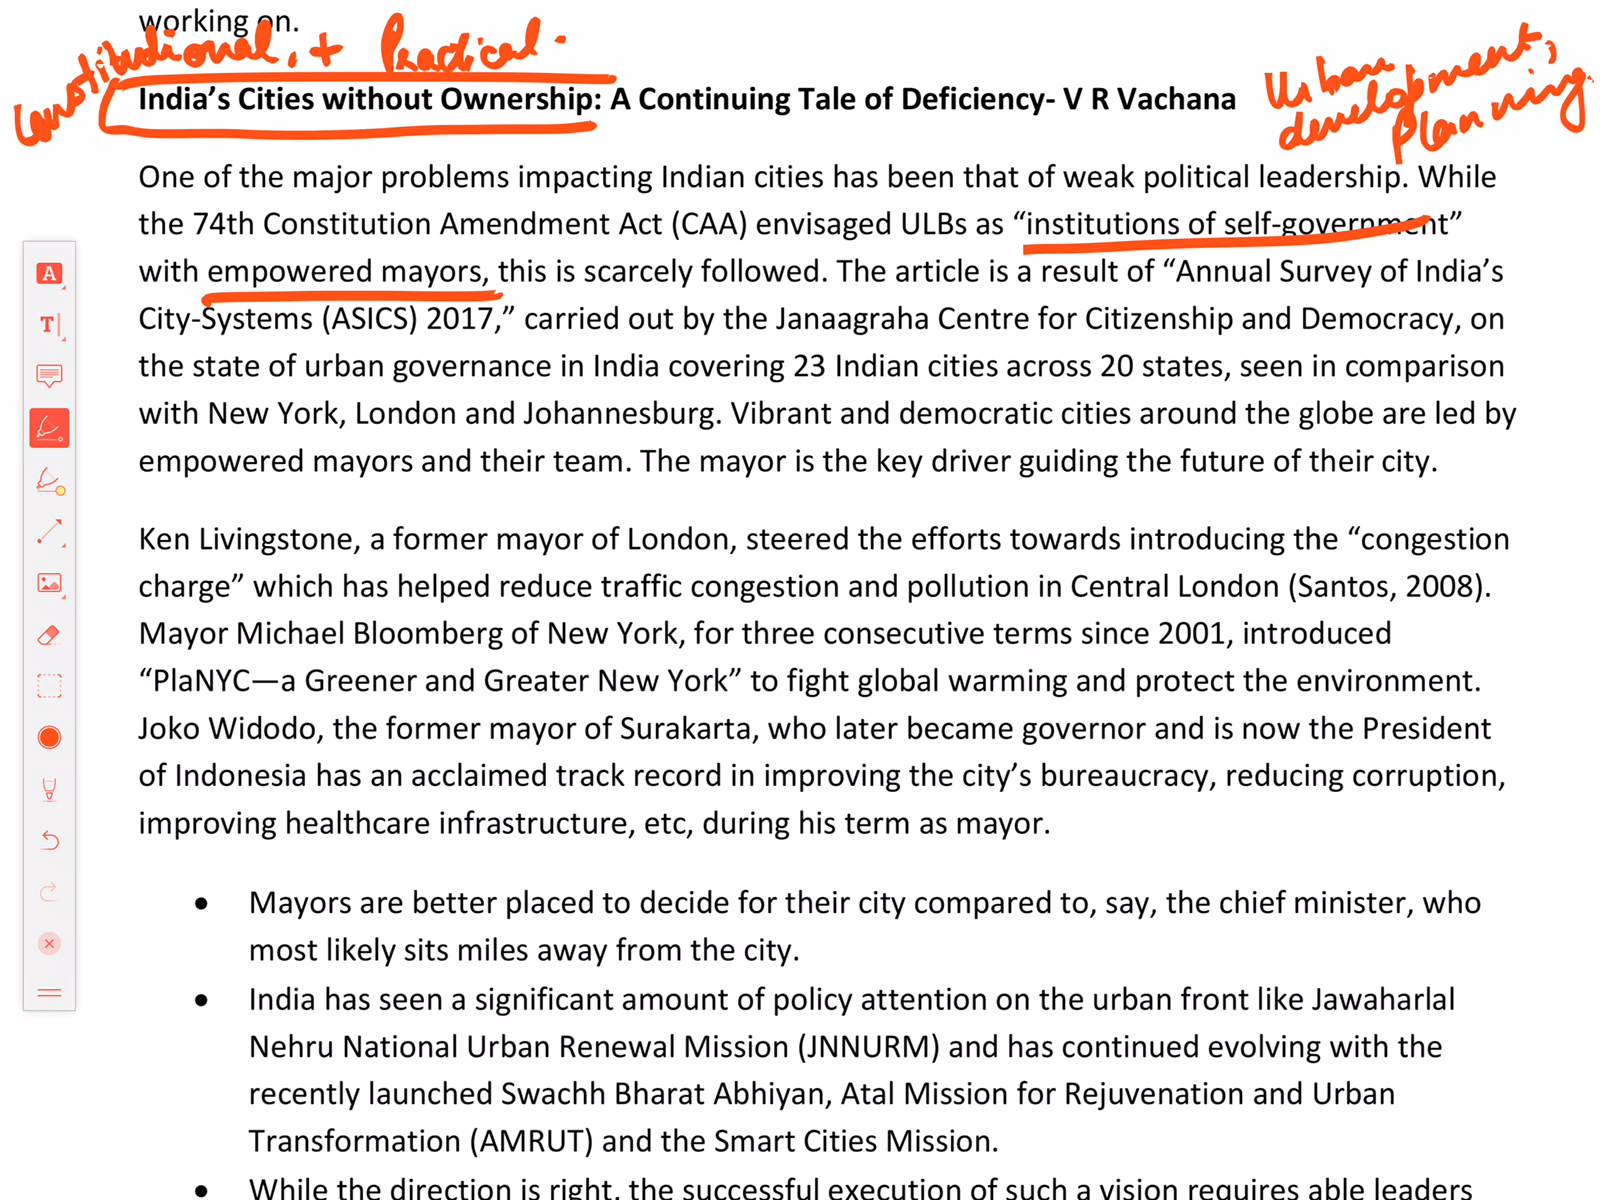 working on.
Constitutional, + Practical.
India’s Cities without Ownership: A Continuing Tale of Deficiency- V R Vachana
Urban
development,
planning.
One of the major problems impacting Indian cities has been that of weak political leadership. While
the 74th Constitution Amendment Act (CAA) envisaged ULBs as “institutions of self-government”
with empowered mayors, this is scarcely followed. The article is a result of “Annual Survey of India’s
City-Systems (ASICS) 2017,” carried out by the Janaagraha Centre for Citizenship and Democracy, on
the state of urban governance in India covering 23 Indian cities across 20 states, seen in comparison
with New York, London and Johannesburg. Vibrant and democratic cities around the globe are led by
empowered mayors and their team. The mayor is the key driver guiding the future of their city.
Ken Livingstone, a former mayor of London, steered the efforts towards introducing the “congestion
charge” which has helped reduce traffic congestion and pollution in Central London (Santos, 2008).
Mayor Michael Bloomberg of New York, for three consecutive terms since 2001, introduced
“PlaNYC—a Greener and Greater New York” to fight global warming and protect the environment.
Joko Widodo, the former mayor of Surakarta, who later became governor and is now the President
of Indonesia has an acclaimed track record in improving the city’s bureaucracy, reducing corruption,
improving healthcare infrastructure, etc, during his term as mayor.
• Mayors are better placed to decide for their city compared to, say, the chief minister, who
most likely sits miles away from the city.
• India has seen a significant amount of policy attention on the urban front like Jawaharlal
Nehru National Urban Renewal Mission (JNNURM) and has continued evolving with the
recently launched Swachh Bharat Abhiyan, Atal Mission for Rejuvenation and Urban
Transformation (AMRUT) and the Smart Cities Mission.
• While the direction is right, the successful execution of such a vision requires able leaders
A
T